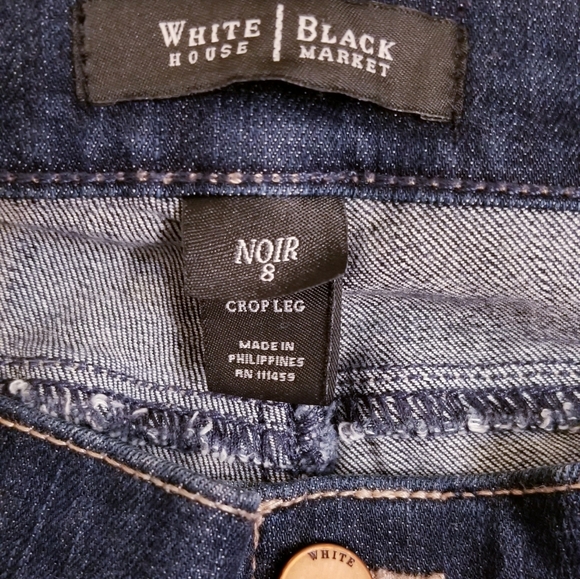 WHITE | BLACK
HOUSE MARKET
NOIR
8
CROP LEG
MADE IN
PHILIPPINES
RN 111459
WHITE